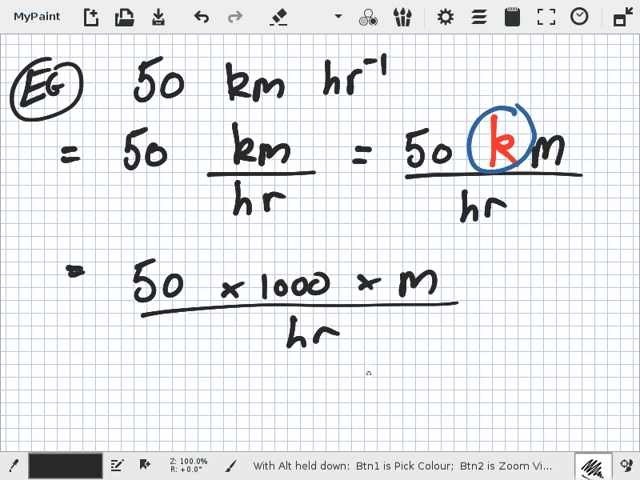 MyPaint
EG 50 km hr⁻¹
= 50 km/hr = 50 km/hr
= 50 × 1000 × m/hr
Z: 100.0%
R: +0.0°
With Alt held down: Btn1 is Pick Colour; Btn2 is Zoom Vi...